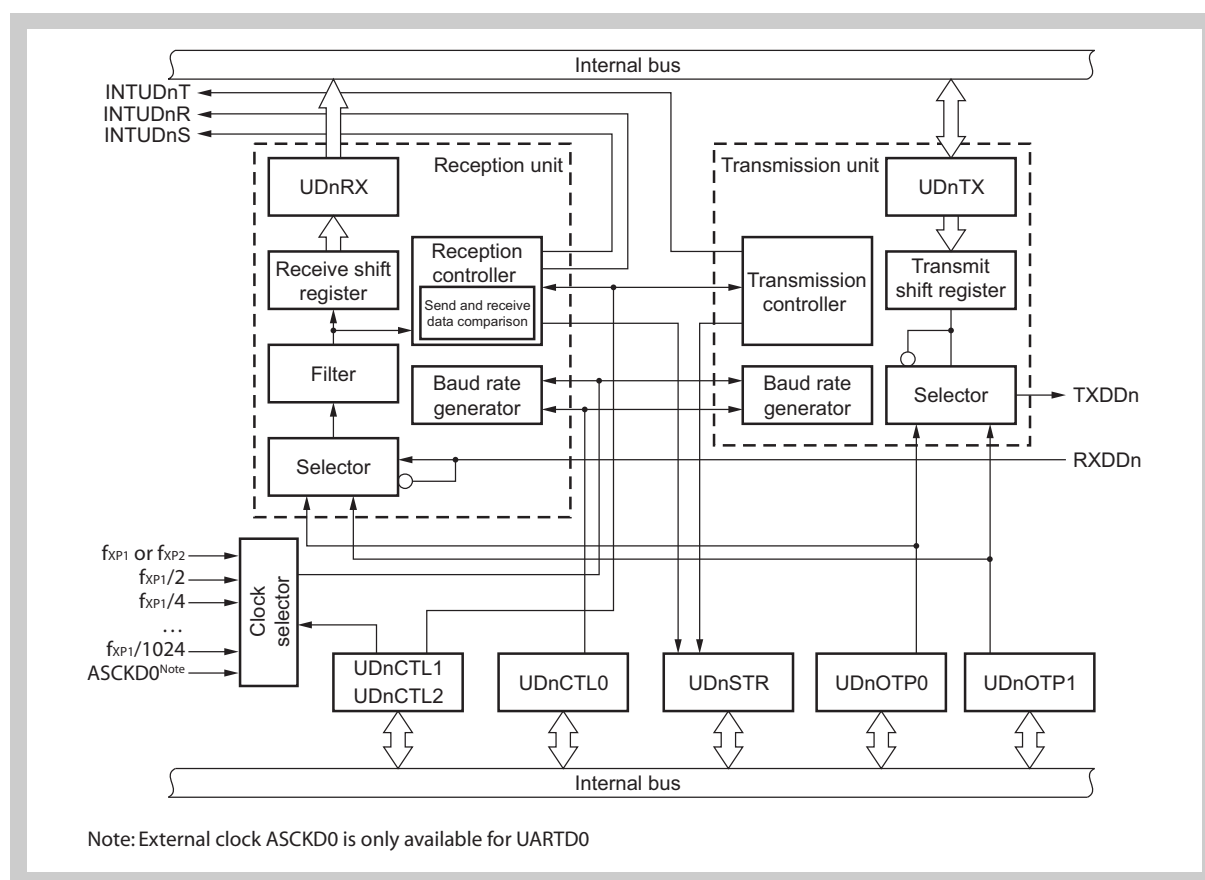 Internal bus
INTUDnT
INTUDnR
INTUDnS
Reception unit
UDnRX
Receive shift
register
Reception
controller
Send and receive
data comparison
Filter
Baud rate
generator
Selector
Transmission unit
UDnTX
Transmission
controller
Transmit
shift register
Baud rate
generator
Selector
TXDDn
RXDDn
fXP1 or fXP2
fXP1/2
fXP1/4
...
fXP1/1024
ASCKD0Note
Clock
selector
UDnCTL1
UDnCTL2
UDnCTL0
UDnSTR
UDnOTP0
UDnOTP1
Internal bus
Note: External clock ASCKD0 is only available for UARTD0